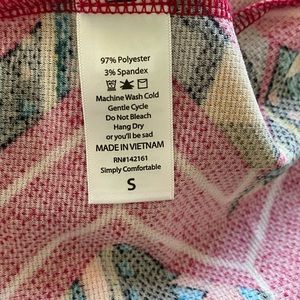 97% Polyester
3% Spandex
Machine Wash Cold
Gentle Cycle
Do Not Bleach
Hang Dry
or you'll be sad
MADE IN VIETNAM
RN#142161
Simply Comfortable
S